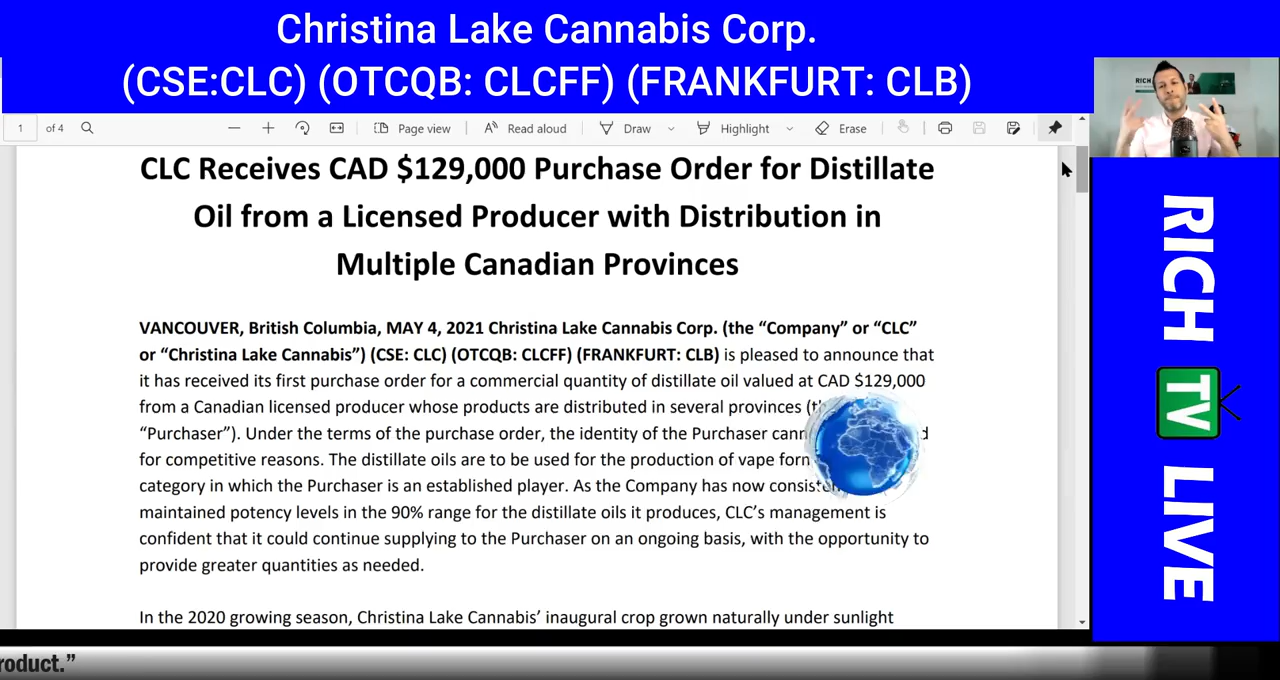 Christina Lake Cannabis Corp.
(CSE:CLC) (OTCQB: CLCFF) (FRANKFURT: CLB)
1 of 4 Page view Read aloud Draw Highlight Erase
CLC Receives CAD $129,000 Purchase Order for Distillate
Oil from a Licensed Producer with Distribution in
Multiple Canadian Provinces
VANCOUVER, British Columbia, MAY 4, 2021 Christina Lake Cannabis Corp. (the “Company” or “CLC”
or “Christina Lake Cannabis”) (CSE: CLC) (OTCQB: CLCFF) (FRANKFURT: CLB) is pleased to announce that
it has received its first purchase order for a commercial quantity of distillate oil valued at CAD $129,000
from a Canadian licensed producer whose products are distributed in several provinces
“Purchaser”). Under the terms of the purchase order, the identity of the Purchaser
for competitive reasons. The distillate oils are to be used for the production of vape
category in which the Purchaser is an established player. As the Company has now
maintained potency levels in the 90% range for the distillate oils it produces, CLC’s management is
confident that it could continue supplying to the Purchaser on an ongoing basis, with the opportunity to
provide greater quantities as needed.
In the 2020 growing season, Christina Lake Cannabis’ inaugural crop grown naturally under sunlight
RICH TV LIVE
roduct.”